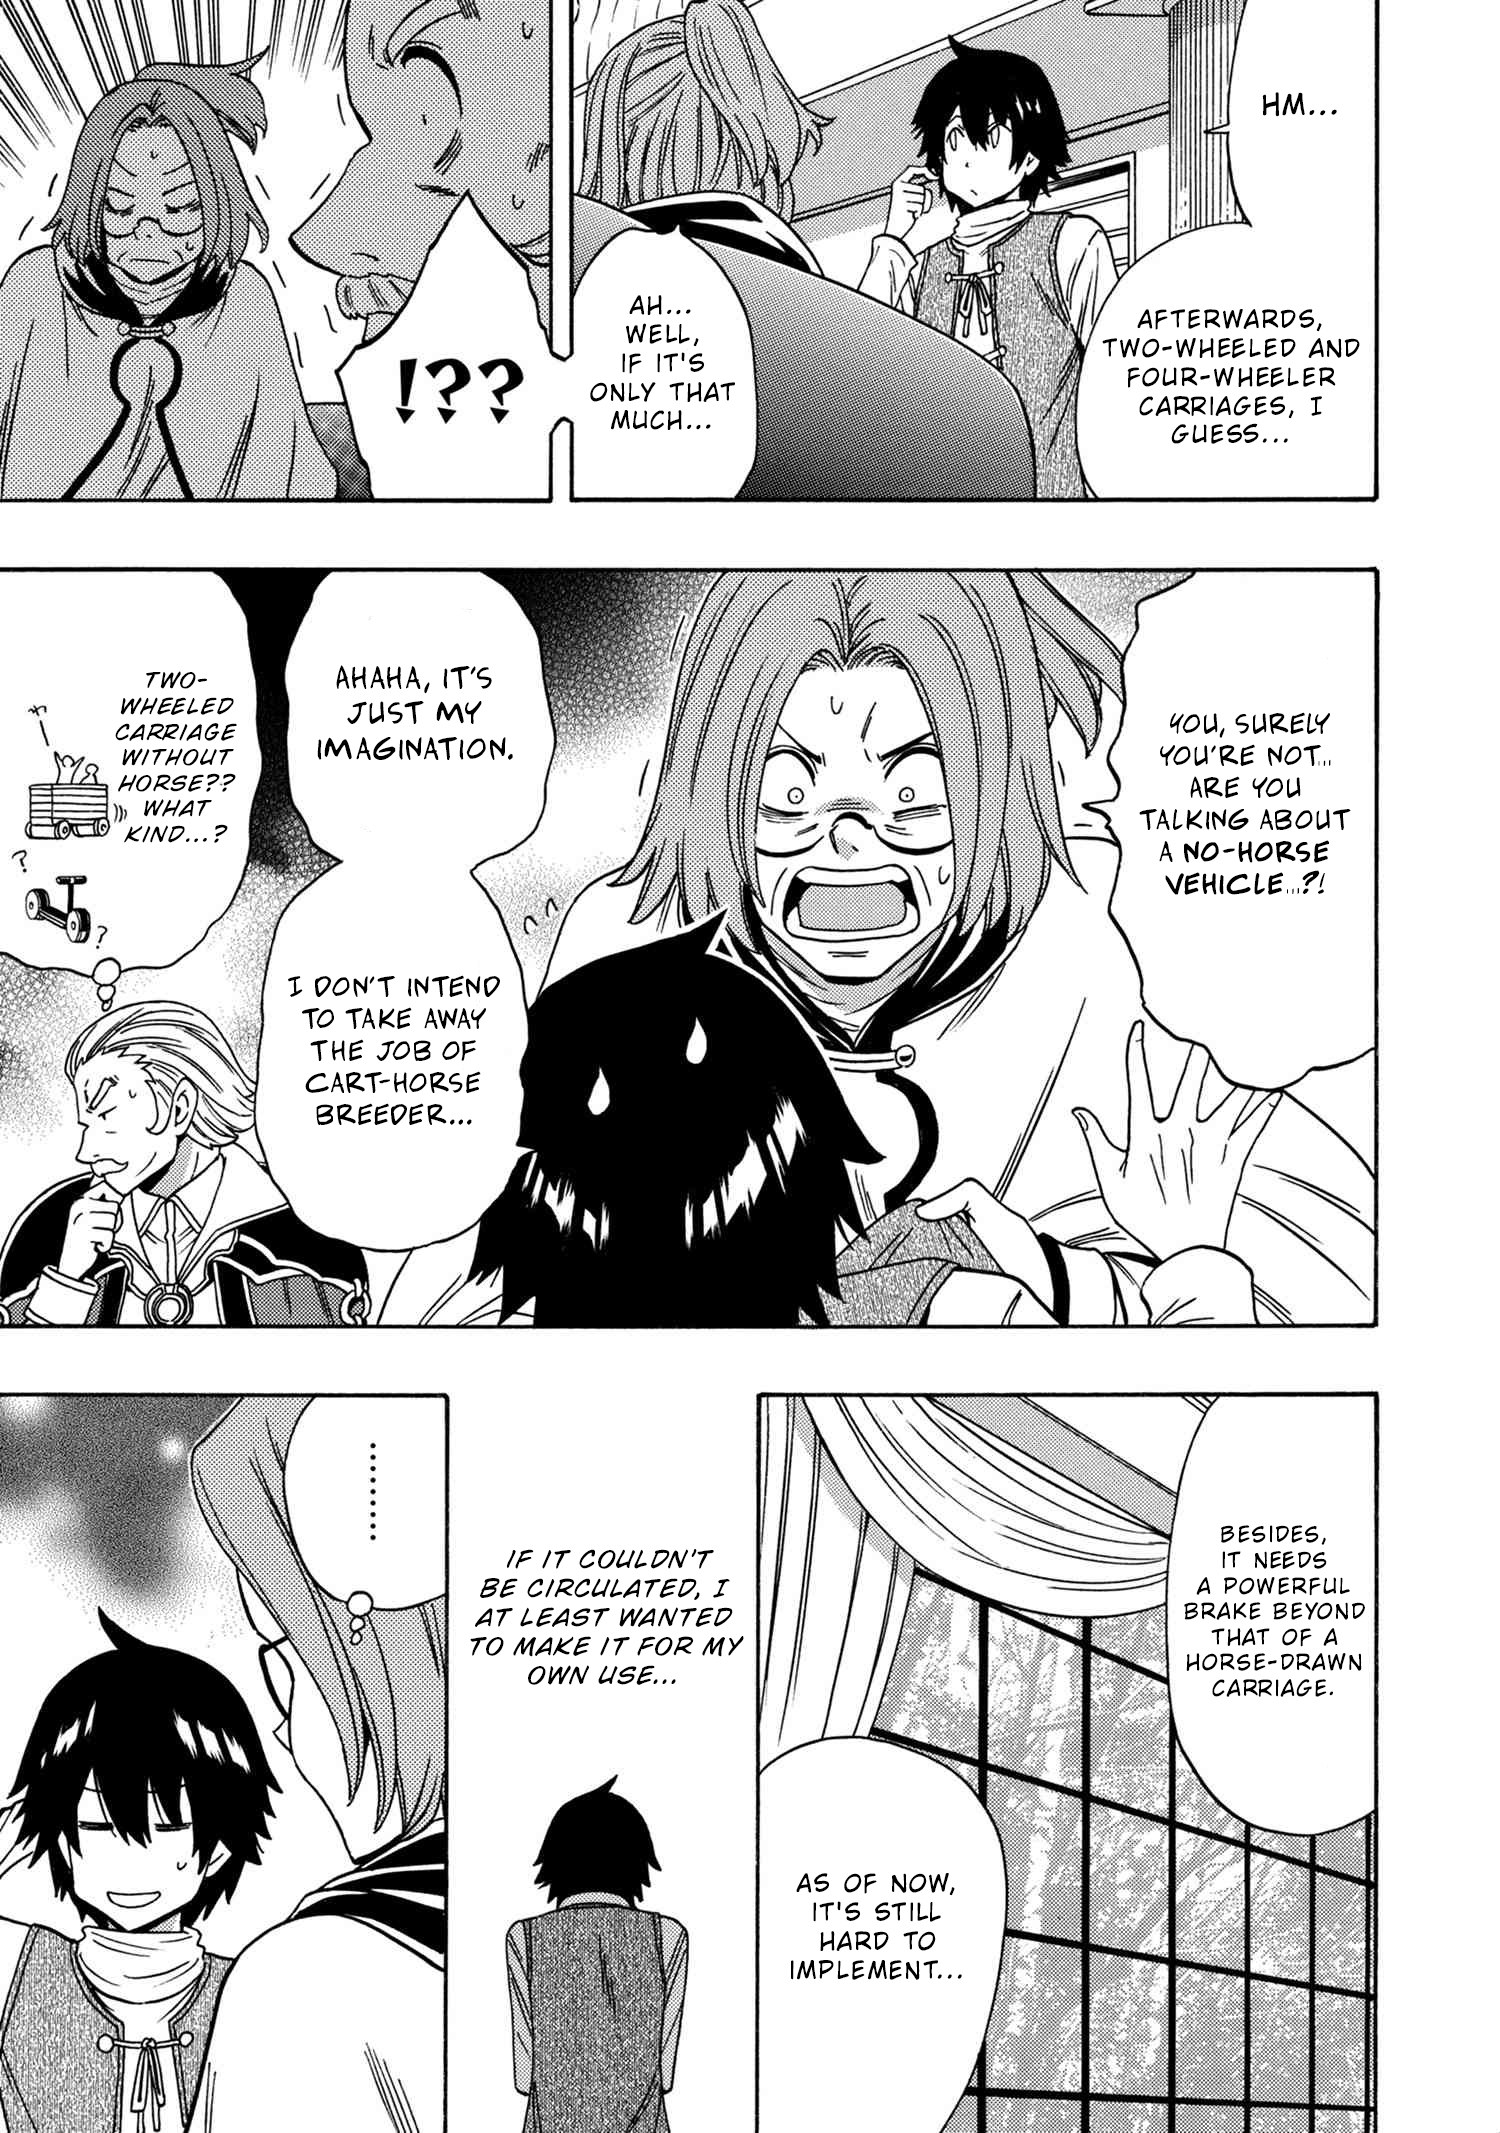 HM...
AFTERWARDS,
TWO-WHEELED AND
FOUR-WHEELER
CARRIAGES, I
GUESS...
AH...
WELL,
IF IT'S
ONLY THAT
MUCH...
!??
YOU, SURELY
YOU'RE NOT...
ARE YOU
TALKING ABOUT
A NO-HORSE
VEHICLE...?!
AHAHA, IT'S
JUST MY
IMAGINATION.
I DON'T INTEND
TO TAKE AWAY
THE JOB OF
CART-HORSE
BREEDER...
TWO-
WHEELED
CARRIAGE
WITHOUT
HORSE??
WHAT
KIND...?
?
?
BESIDES,
IT NEEDS
A POWERFUL
BRAKE BEYOND
THAT OF A
HORSE-DRAWN
CARRIAGE.
AS OF NOW,
IT'S STILL
HARD TO
IMPLEMENT...
IF IT COULDN'T
BE CIRCULATED, I
AT LEAST WANTED
TO MAKE IT FOR MY
OWN USE...
.........